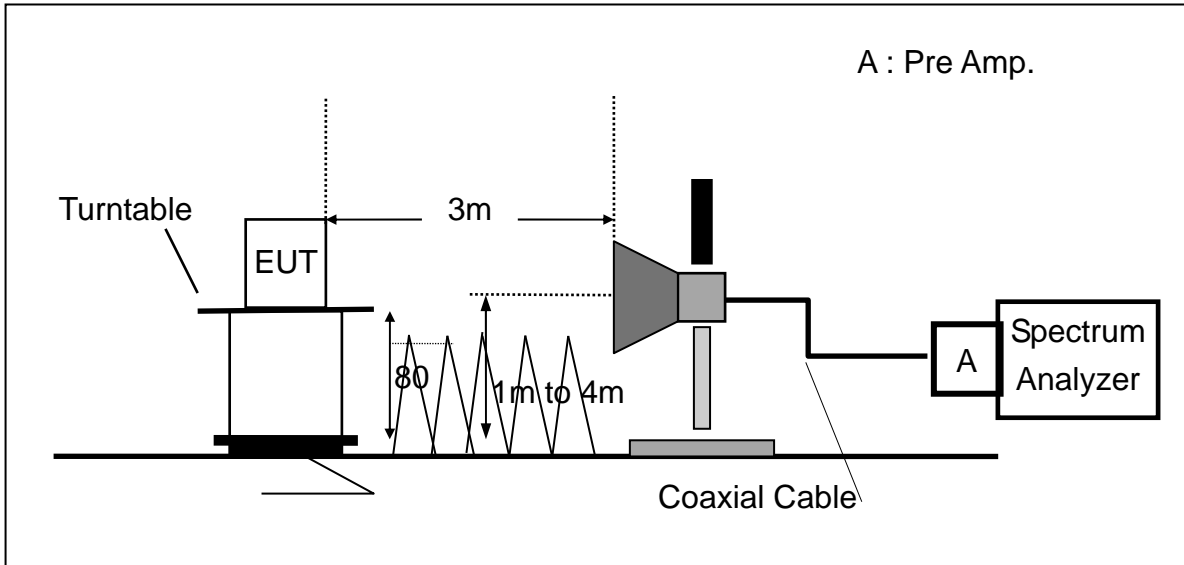 A : Pre Amp.
Turntable
3m
EUT
80
1m to 4m
A
Spectrum
Analyzer
Coaxial Cable